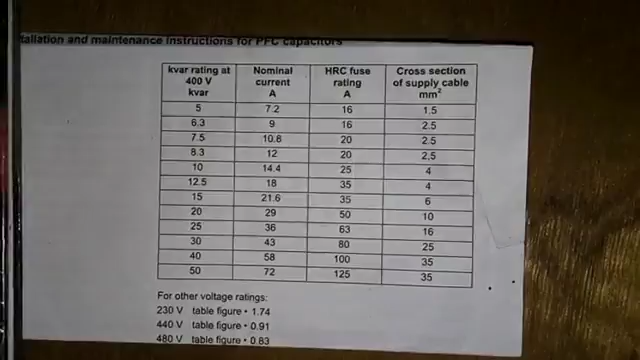 tallation and maintenance instructions for PFC capacitors
kvar rating at 400 V kvar Nominal current A HRC fuse rating A Cross section of supply cable mm²
5 7.2 16 1.5
6.3 9 16 2.5
7.5 10.8 20 2.5
8.3 12 20 2.5
10 14.4 25 4
12.5 18 35 4
15 21.6 35 6
20 29 50 10
25 36 63 16
30 43 80 25
40 58 100 35
50 72 125 35
For other voltage ratings:
230 V table figure • 1.74
440 V table figure • 0.91
480 V table figure • 0.83